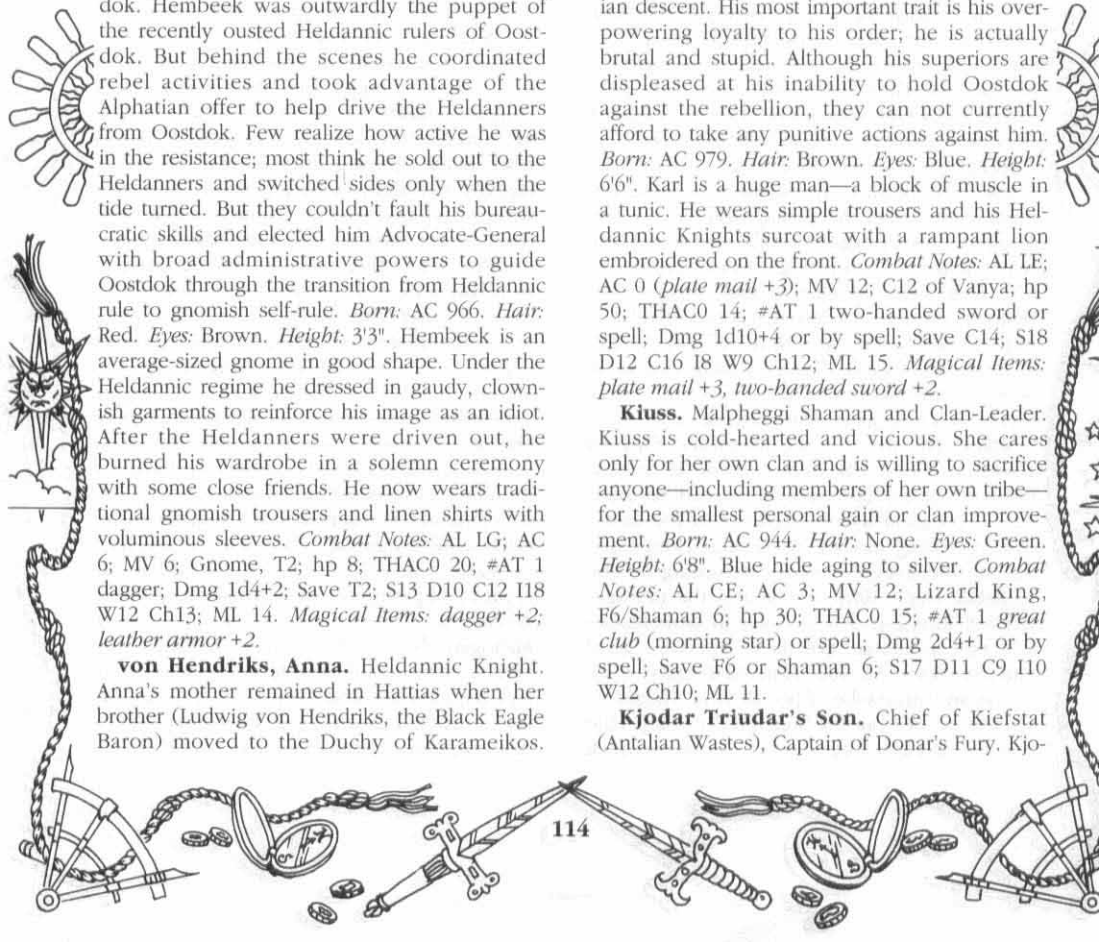 dok. Hembeek was outwardly the puppet of
the recently ousted Heldannic rulers of Oost-
dok. But behind the scenes he coordinated
rebel activities and took advantage of the
Alphatian offer to help drive the Heldanners
from Oostdok. Few realize how active he was
in the resistance; most think he sold out to the
Heldanners and switched sides only when the
tide turned. But they couldn't fault his bureau-
cratic skills and elected him Advocate-General
with broad administrative powers to guide
Oostdok through the transition from Heldannic
rule to gnomish self-rule. Born: AC 966. Hair:
Red. Eyes: Brown. Height: 3'3". Hembeek is an
average-sized gnome in good shape. Under the
Heldannic regime he dressed in gaudy, clown-
ish garments to reinforce his image as an idiot.
After the Heldanners were driven out, he
burned his wardrobe in a solemn ceremony
with some close friends. He now wears tradi-
tional gnomish trousers and linen shirts with
voluminous sleeves. Combat Notes: AL LG; AC
6; MV 6; Gnome, T2; hp 8; THAC0 20; #AT 1
dagger; Dmg 1d4+2; Save T2; S13 D10 C12 I18
W12 Ch13; ML 14. Magical Items: dagger +2;
leather armor +2.
von Hendriks, Anna. Heldannic Knight.
Anna's mother remained in Hattias when her
brother (Ludwig von Hendriks, the Black Eagle
Baron) moved to the Duchy of Karameikos.
ian descent. His most important trait is his over-
powering loyalty to his order; he is actually
brutal and stupid. Although his superiors are
displeased at his inability to hold Oostdok
against the rebellion, they can not currently
afford to take any punitive actions against him.
Born: AC 979. Hair: Brown. Eyes: Blue. Height:
6'6". Karl is a huge man—a block of muscle in
a tunic. He wears simple trousers and his Hel-
dannic Knights surcoat with a rampant lion
embroidered on the front. Combat Notes: AL LE;
AC 0 (plate mail +3); MV 12; C12 of Vanya; hp
50; THAC0 14; #AT 1 two-handed sword or
spell; Dmg 1d10+4 or by spell; Save C14; S18
D12 C16 I8 W9 Ch12; ML 15. Magical Items:
plate mail +3, two-handed sword +2.
Kiuss. Malpheggi Shaman and Clan-Leader.
Kiuss is cold-hearted and vicious. She cares
only for her own clan and is willing to sacrifice
anyone—including members of her own tribe—
for the smallest personal gain or clan improve-
ment. Born: AC 944. Hair: None. Eyes: Green.
Height: 6'8". Blue hide aging to silver. Combat
Notes: AL CE; AC 3; MV 12; Lizard King,
F6/Shaman 6; hp 30; THAC0 15; #AT 1 great
club (morning star) or spell; Dmg 2d4+1 or by
spell; Save F6 or Shaman 6; S17 D11 C9 I10
W12 Ch10; ML 11.
Kjodar Triudar's Son. Chief of Kiefstat
(Antalian Wastes), Captain of Donar's Fury. Kjo-
114